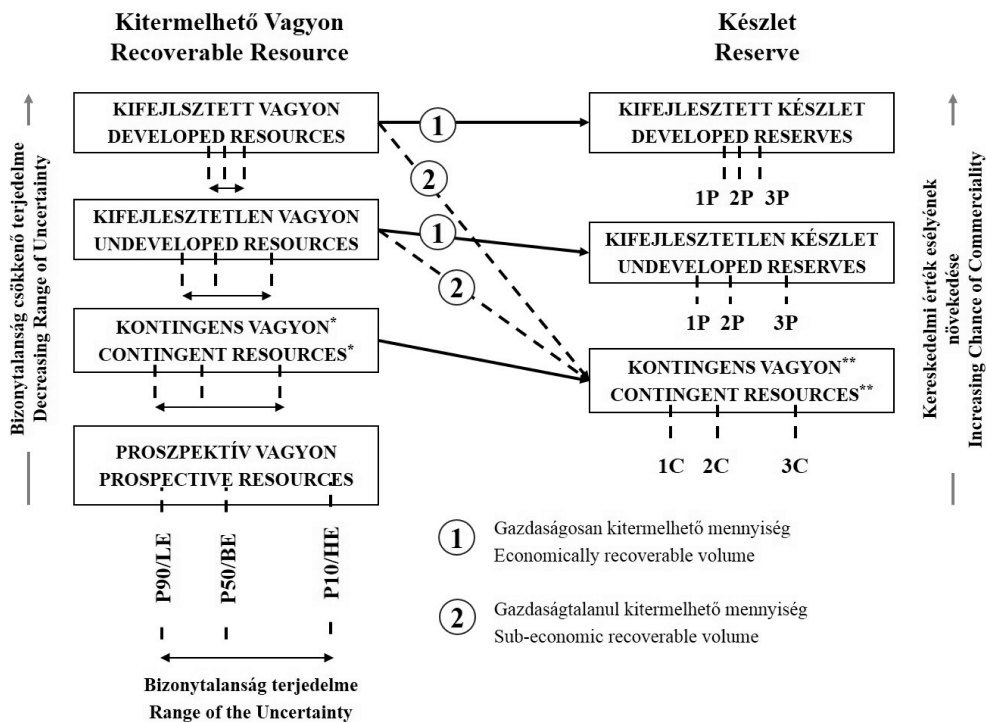 Kitermelhető Vagyon
Recoverable Resource
Készlet
Reserve
Bizonytalanság csökkenő terjedelme
Decreasing Range of Uncertainty
KIFEJLSZTETT VAGYON
DEVELOPED RESOURCES
1
KIFEJLESZTETT KÉSZLET
DEVELOPED RESERVES
1P 2P 3P
2
KIFEJLESZTETLEN VAGYON
UNDEVELOPED RESOURCES
1
KIFEJLESZTETLEN KÉSZLET
UNDEVELOPED RESERVES
1P 2P 3P
2
KONTINGENS VAGYON*
CONTINGENT RESOURCES*
KONTINGENS VAGYON**
CONTINGENT RESOURCES**
1C 2C 3C
PROSZPEKTÍV VAGYON
PROSPECTIVE RESOURCES
P90/LE
P50/BE
P10/HE
Bizonytalanság terjedelme
Range of the Uncertainty
1
Gazdaságosan kitermelhető mennyiség
Economically recoverable volume
2
Gazdaságtalanul kitermelhető mennyiség
Sub-economic recoverable volume
Kereskedelmi érték esélyének
növekedése
Increasing Chance of Commerciality